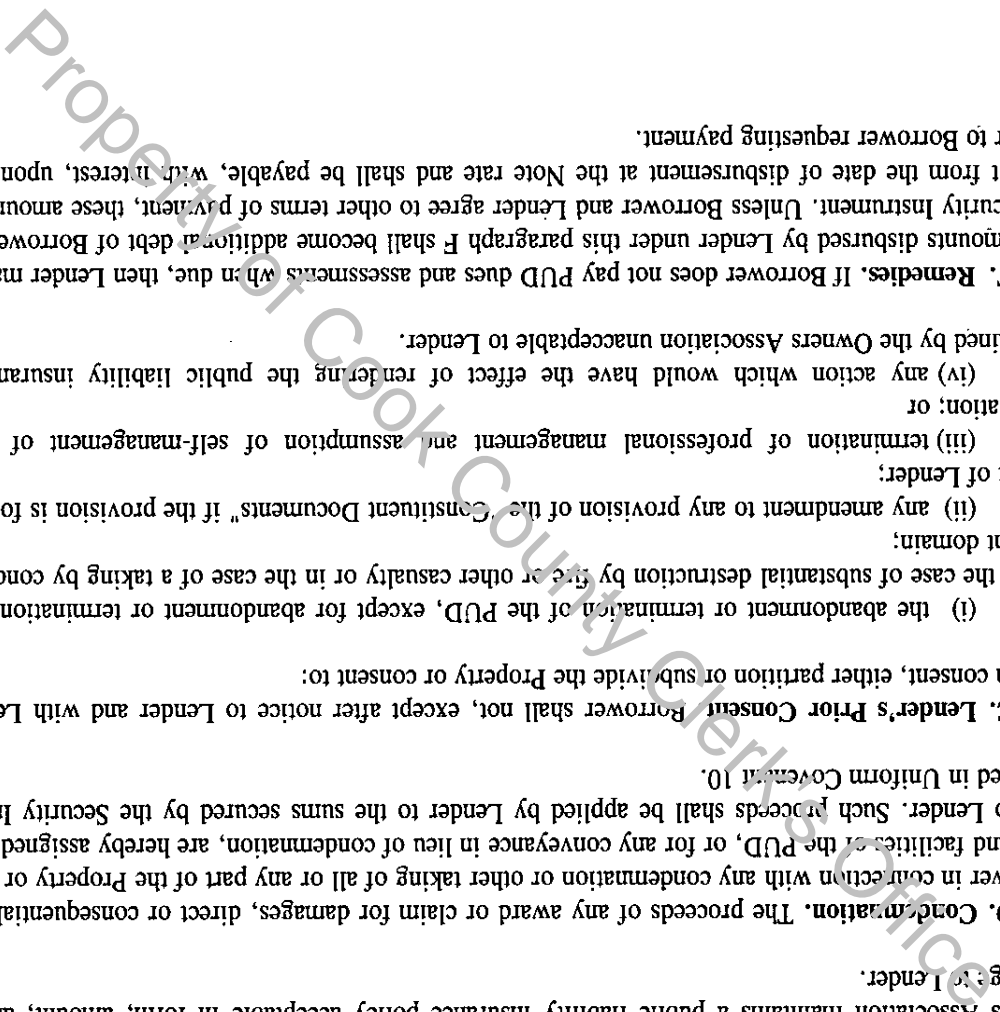 s Association maintains a public liability insurance policy acceptable in form, amount, a
ge to Lender.
D. Condemnation. The proceeds of any award or claim for damages, direct or consequential
wer in connection with any condemnation or other taking of all or any part of the Property or
nd facilities of the PUD, or for any conveyance in lieu of condemnation, are hereby assigned
o Lender. Such proceeds shall be applied by Lender to the sums secured by the Security I
ed in Uniform Covenant 10.
E. Lender's Prior Consent. Borrower shall not, except after notice to Lender and with Le
n consent, either partition or subdivide the Property or consent to:
(i) the abandonment or termination of the PUD, except for abandonment or termination
the case of substantial destruction by fire or other casualty or in the case of a taking by cond
nt domain;
(ii) any amendment to any provision of the "Constituent Documents" if the provision is fo
t of Lender;
(iii) termination of professional management and assumption of self-management of
ation; or
(iv) any action which would have the effect of rendering the public liability insuran
ined by the Owners Association unacceptable to Lender.
F. Remedies. If Borrower does not pay PUD dues and assessments when due, then Lender ma
mounts disbursed by Lender under this paragraph F shall become additional debt of Borrowe
curity Instrument. Unless Borrower and Lender agree to other terms of payment, these amoun
t from the date of disbursement at the Note rate and shall be payable, with interest, upon
r to Borrower requesting payment.
Property of Cook County Clerk's Office